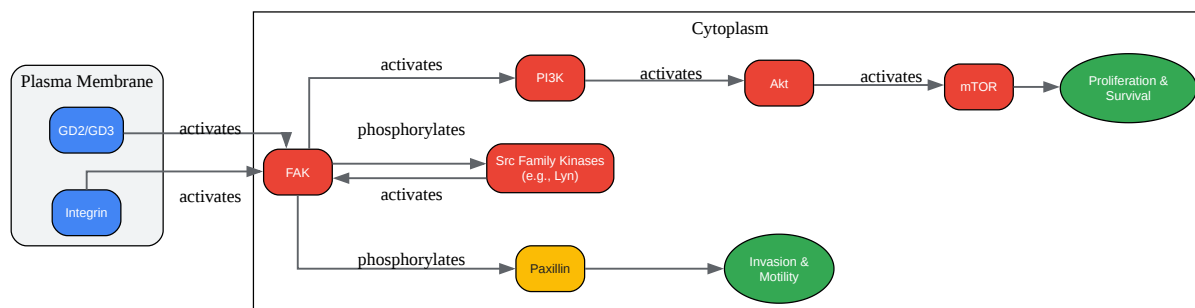 Cytoplasm
Plasma Membrane
GD2/GD3
Integrin
activates
activates
FAK
activates
PI3K
activates
Akt
activates
mTOR
Proliferation &
Survival
phosphorylates
Src Family Kinases
(e.g., Lyn)
activates
phosphorylates
Paxillin
Invasion &
Motility